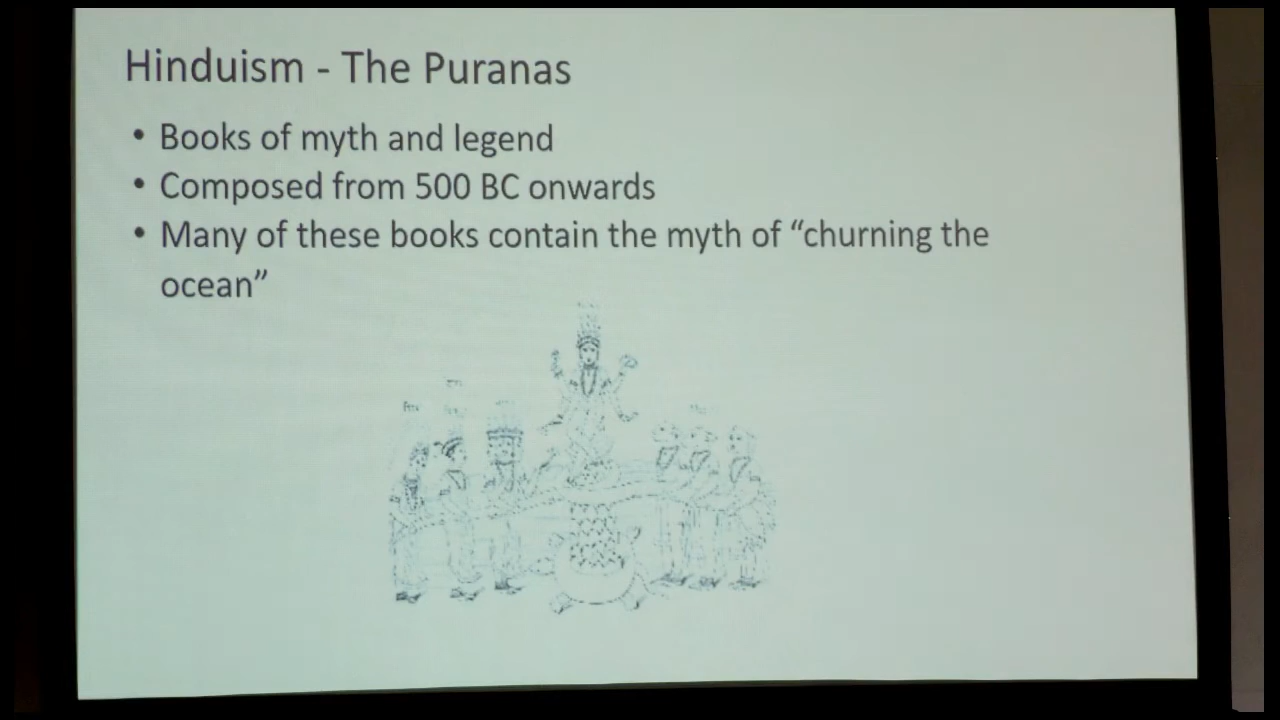 Hinduism - The Puranas
• Books of myth and legend
• Composed from 500 BC onwards
• Many of these books contain the myth of “churning the
ocean”